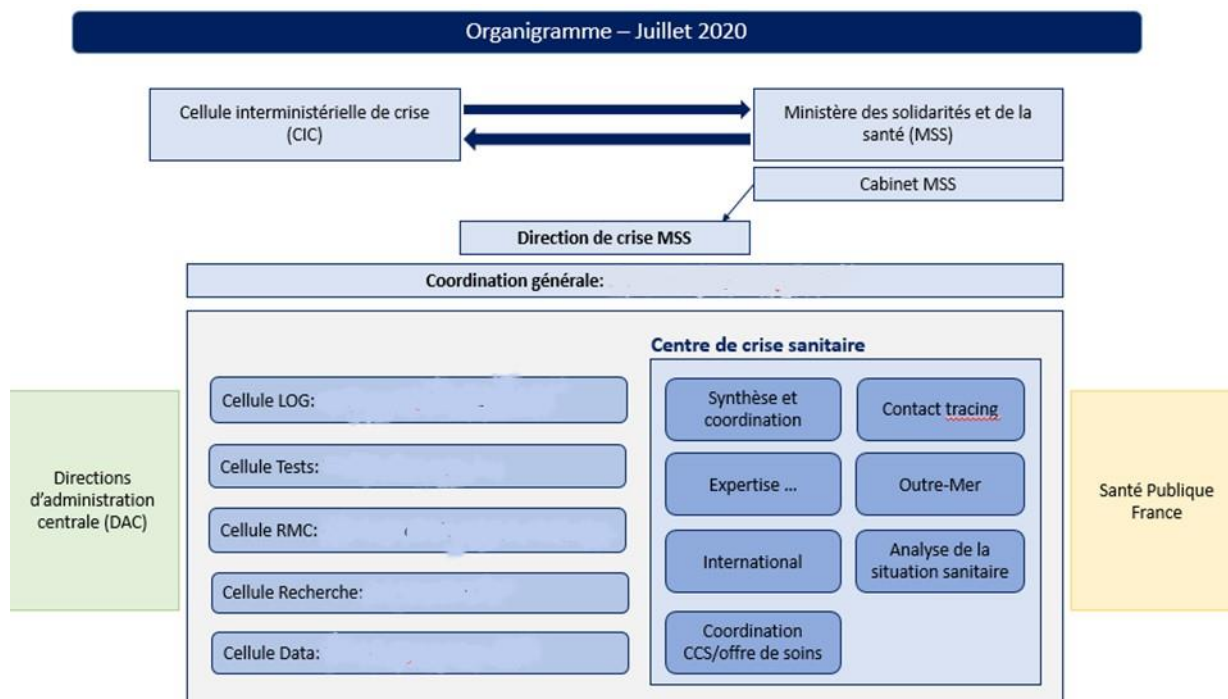 Organigramme – Juillet 2020
Cellule interministérielle de crise
(CIC)
Ministère des solidarités et de la
santé (MSS)
Cabinet MSS
Direction de crise MSS
Coordination générale:
Centre de crise sanitaire
Cellule LOG:
Cellule Tests:
Cellule RMC:
Cellule Recherche:
Cellule Data:
Synthèse et
coordination
Contact tracing
Expertise ...
Outre-Mer
International
Analyse de la
situation sanitaire
Coordination
CCS/offre de soins
Directions
d’administration
centrale (DAC)
Santé Publique
France